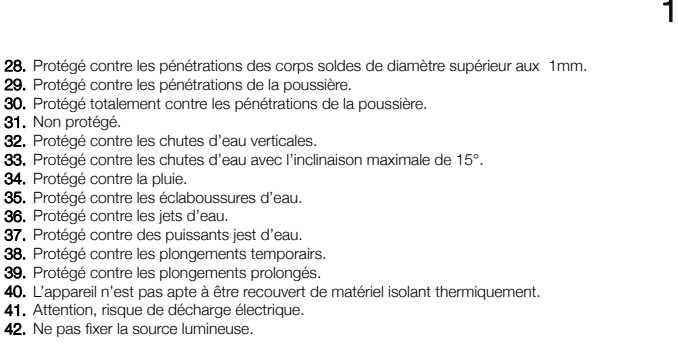 1
28. Protégé contre les pénétrations des corps soldes de diamètre supérieur aux 1mm.
29. Protégé contre les pénétrations de la poussière.
30. Protégé totalement contre les pénétrations de la poussière.
31. Non protégé.
32. Protégé contre les chutes d'eau verticales.
33. Protégé contre les chutes d'eau avec l'inclinaison maximale de 15°.
34. Protégé contre la pluie.
35. Protégé contre les éclaboussures d'eau.
36. Protégé contre les jets d'eau.
37. Protégé contre des puissants jest d'eau.
38. Protégé contre les plongements temporairs.
39. Protégé contre les plongements prolongés.
40. L'appareil n'est pas apte à être recouvert de matériel isolant thermiquement.
41. Attention, risque de décharge électrique.
42. Ne pas fixer la source lumineuse.